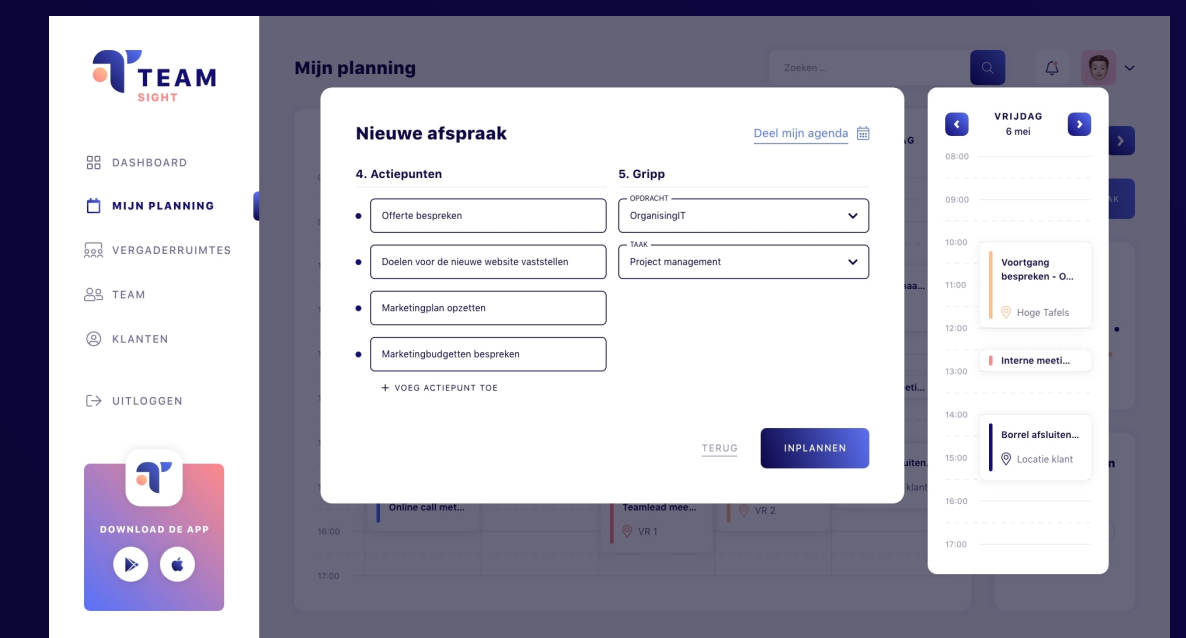 TEAM
SIGHT
DASHBOARD
MIJN PLANNING
VERGADERRUIMTES
TEAM
KLANTEN
UITLOGGEN
DOWNLOAD DE APP
Mijn planning
Zoeken ...
Nieuwe afspraak
Deel mijn agenda
4. Actiepunten
Offerte bespreken
Doelen voor de nieuwe website vaststellen
Marketingplan opzetten
Marketingbudgetten bespreken
+ VOEG ACTIEPUNT TOE
5. Gripp
OPDRACHT
OrganisingIT
TAAK
Project management
TERUG
INPLANNEN
VRIJDAG
6 mei
08:00
09:00
10:00
Voortgang
bespreken - O...
11:00
Hoge Tafels
12:00
Interne meeti...
13:00
14:00
Borrel afsluiten...
15:00
Locatie klant
16:00
17:00
Online call met...
Teamlead mee...
VR 1
VR 2
16:00
17:00